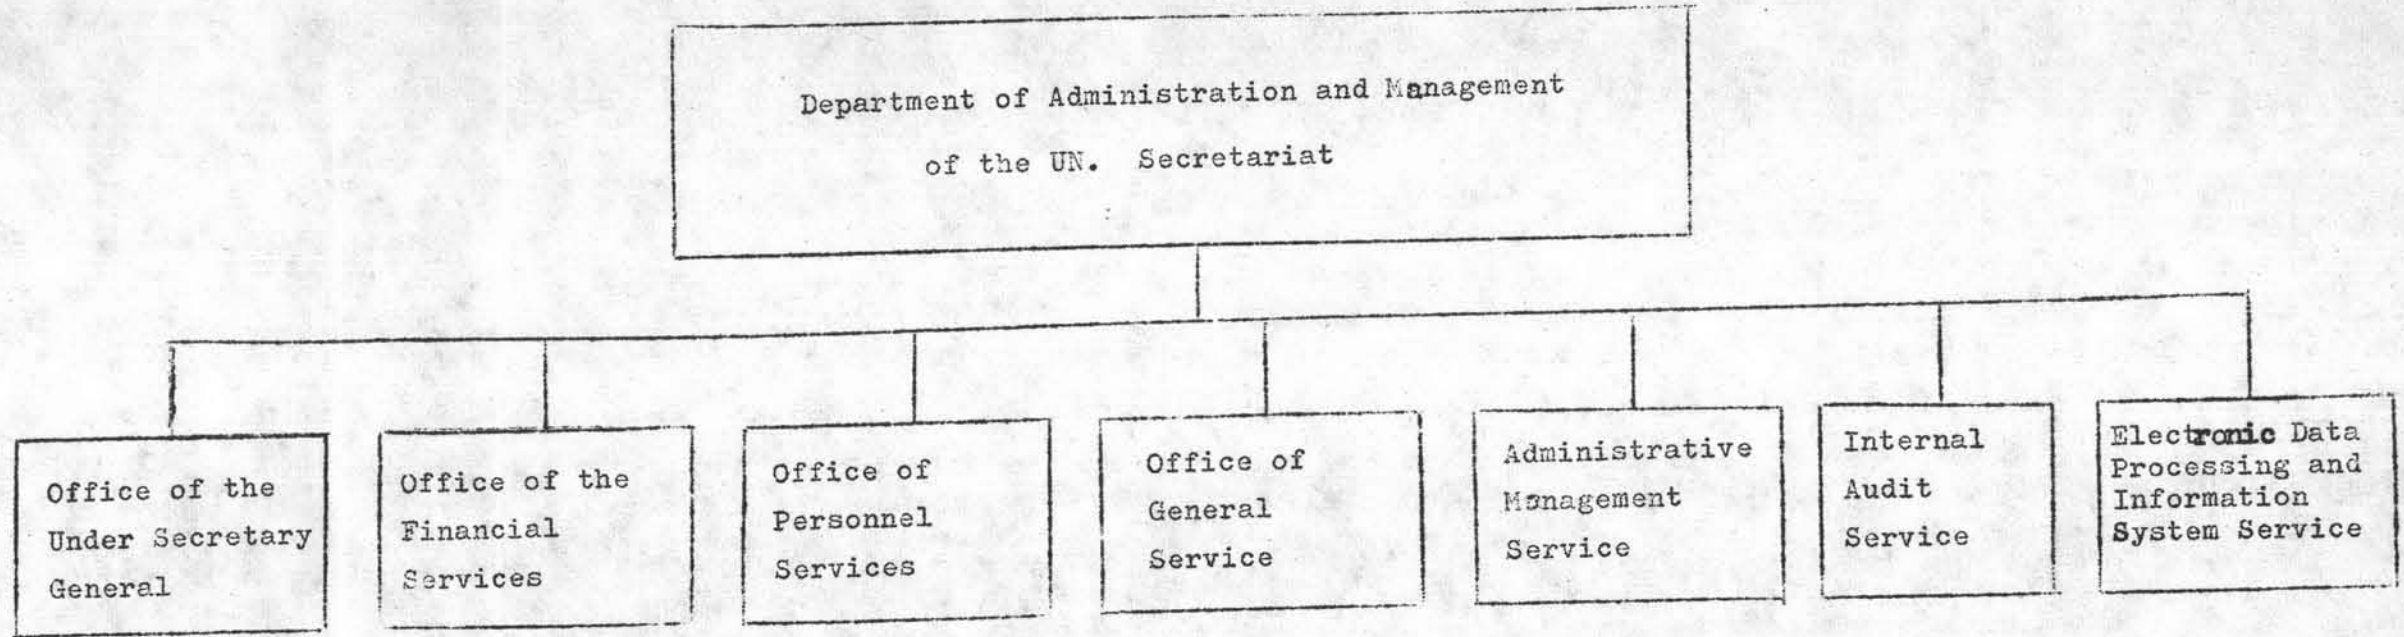 Department of Administration and Management
of the UN. Secretariat
Office of the
Under Secretary
General
Office of the
Financial
Services
Office of
Personnel
Services
Office of
General
Service
Administrative
Management
Service
Internal
Audit
Service
Electronic Data
Processing and
Information
System Service